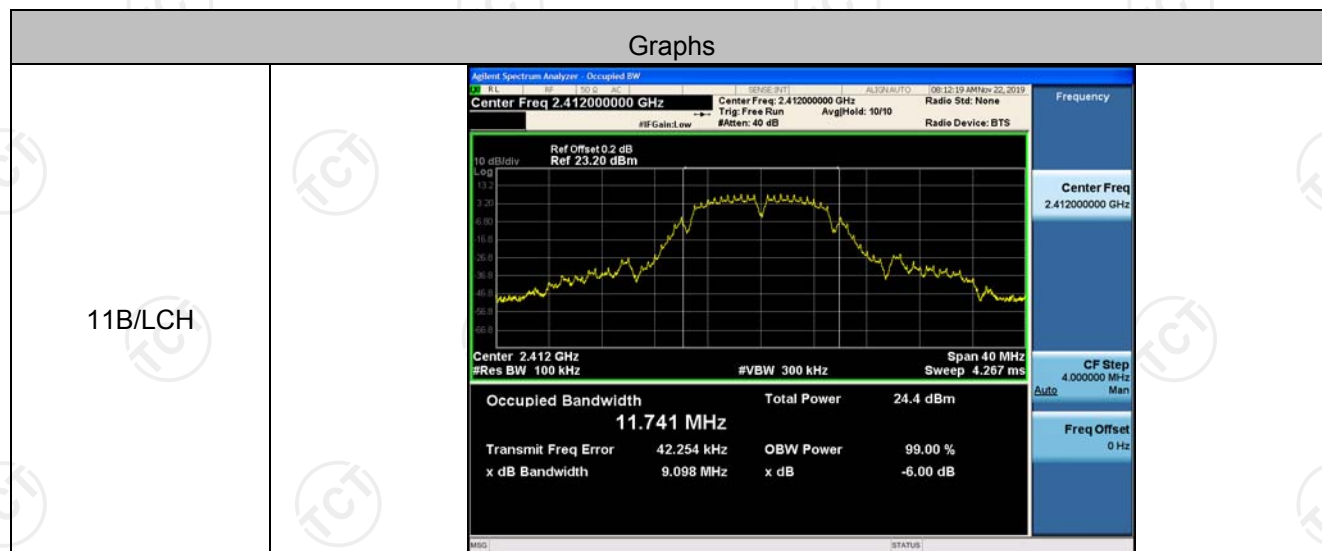 Graphs
11B/LCH
Agilent Spectrum Analyzer - Occupied BW
RL RF 50 Ω AC SENSE:INT ALIGN AUTO 08:12:19 AM Nov 22, 2019
Center Freq 2.412000000 GHz
Center Freq: 2.412000000 GHz
Radio Std: None
Trig: Free Run Avg|Hold: 10/10
#IFGain:Low #Atten: 40 dB Radio Device: BTS
Frequency
Ref Offset 0.2 dB
10 dB/div Ref 23.20 dBm
Log
13.2
3.20
-6.80
-16.8
-26.8
-36.8
-46.8
-56.8
-66.8
Center 2.412 GHz Span 40 MHz
#Res BW 100 kHz #VBW 300 kHz Sweep 4.267 ms
Occupied Bandwidth Total Power 24.4 dBm
11.741 MHz
Transmit Freq Error 42.254 kHz OBW Power 99.00 %
x dB Bandwidth 9.098 MHz x dB -6.00 dB
Center Freq
2.412000000 GHz
CF Step
4.000000 MHz
Auto Man
Freq Offset
0 Hz
MSG STATUS
TCT
TCT
TCT
TCT
TCT
TCT